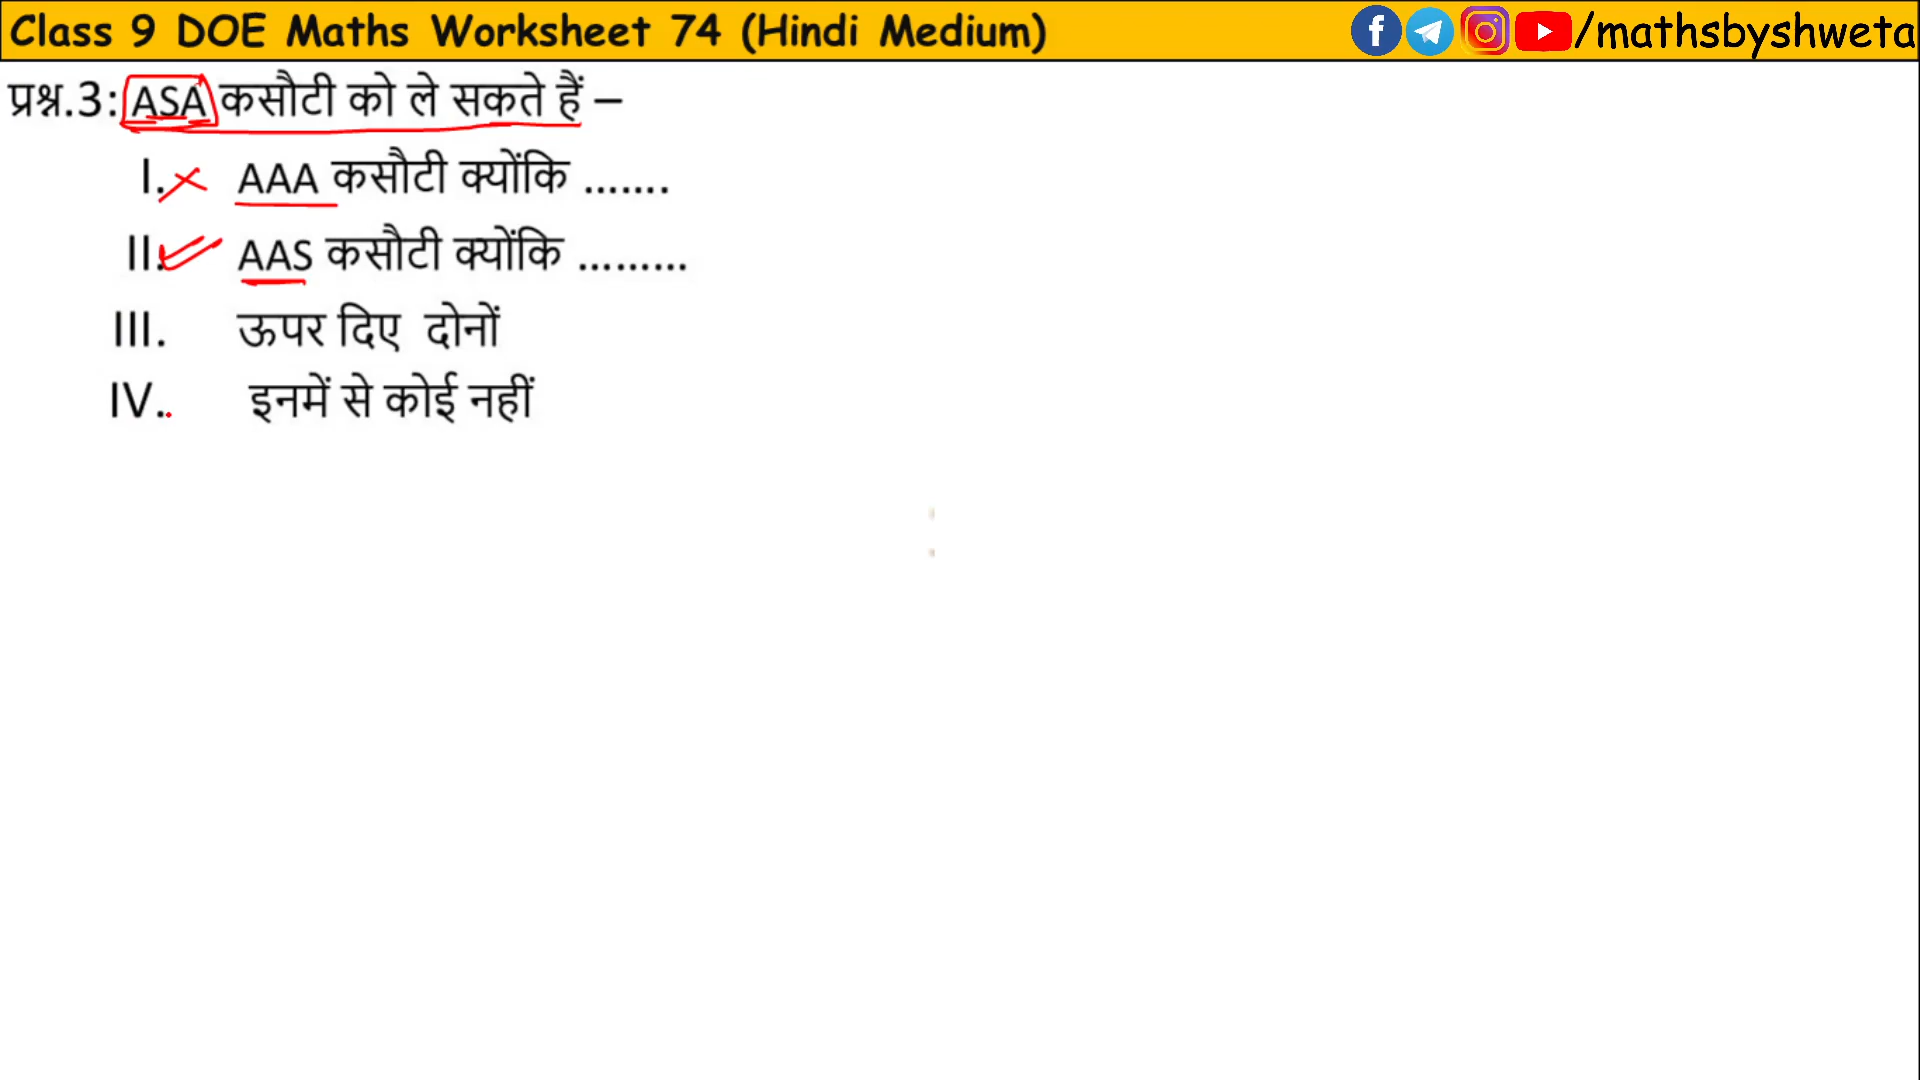 Class 9 DOE Maths Worksheet 74 (Hindi Medium)
/mathsbyshweta
प्रश्न.3: ASA कसौटी को ले सकते हैं –
I. AAA कसौटी क्योंकि .......
II. AAS कसौटी क्योंकि .........
III. ऊपर दिए दोनों
IV. इनमें से कोई नहीं